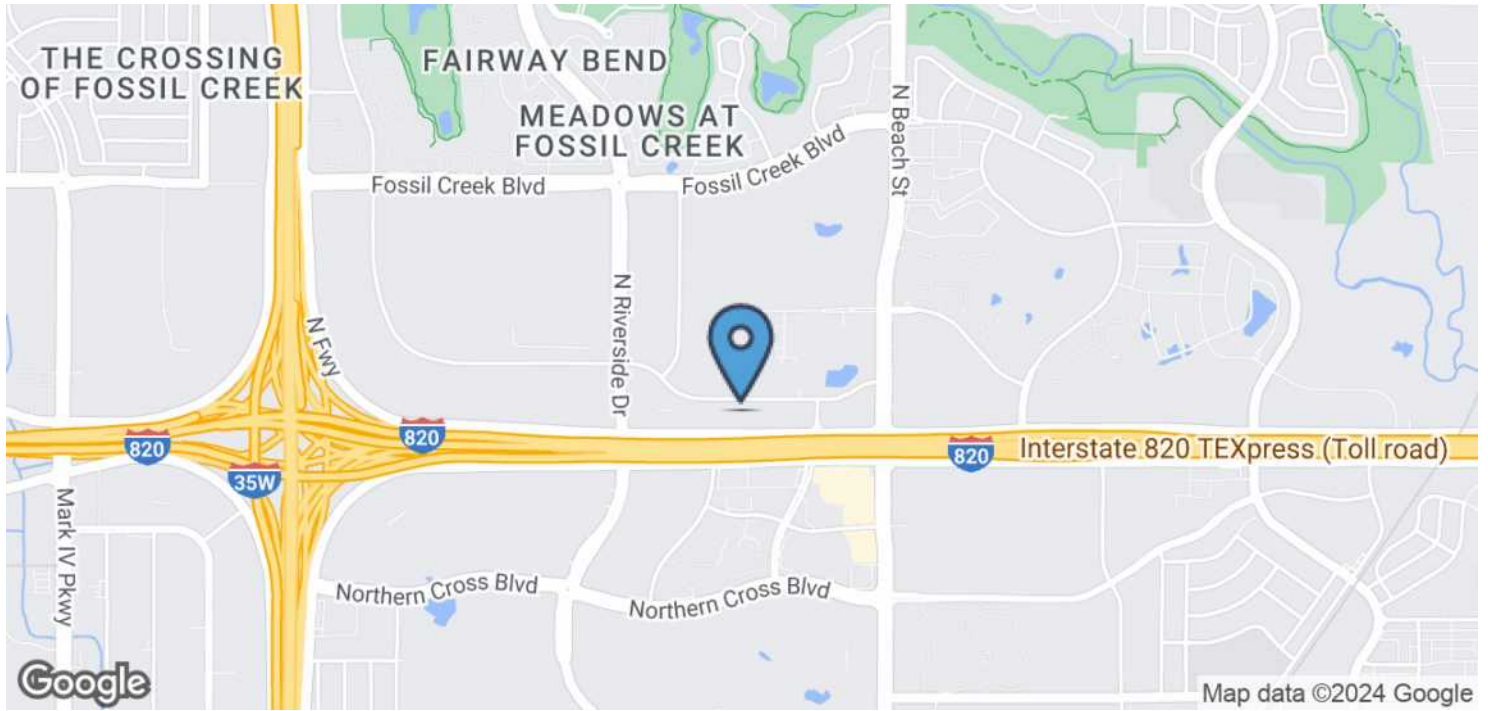 THE CROSSING
OF FOSSIL CREEK
FAIRWAY BEND
MEADOWS AT
FOSSIL CREEK
N Beach St
Fossil Creek Blvd
Fossil Creek Blvd
N Riverside Dr
N Fwy
820
820
35W
820
Interstate 820 TEXpress (Toll road)
Mark IV Pkwy
Northern Cross Blvd
Northern Cross Blvd
Google
Map data ©2024 Google